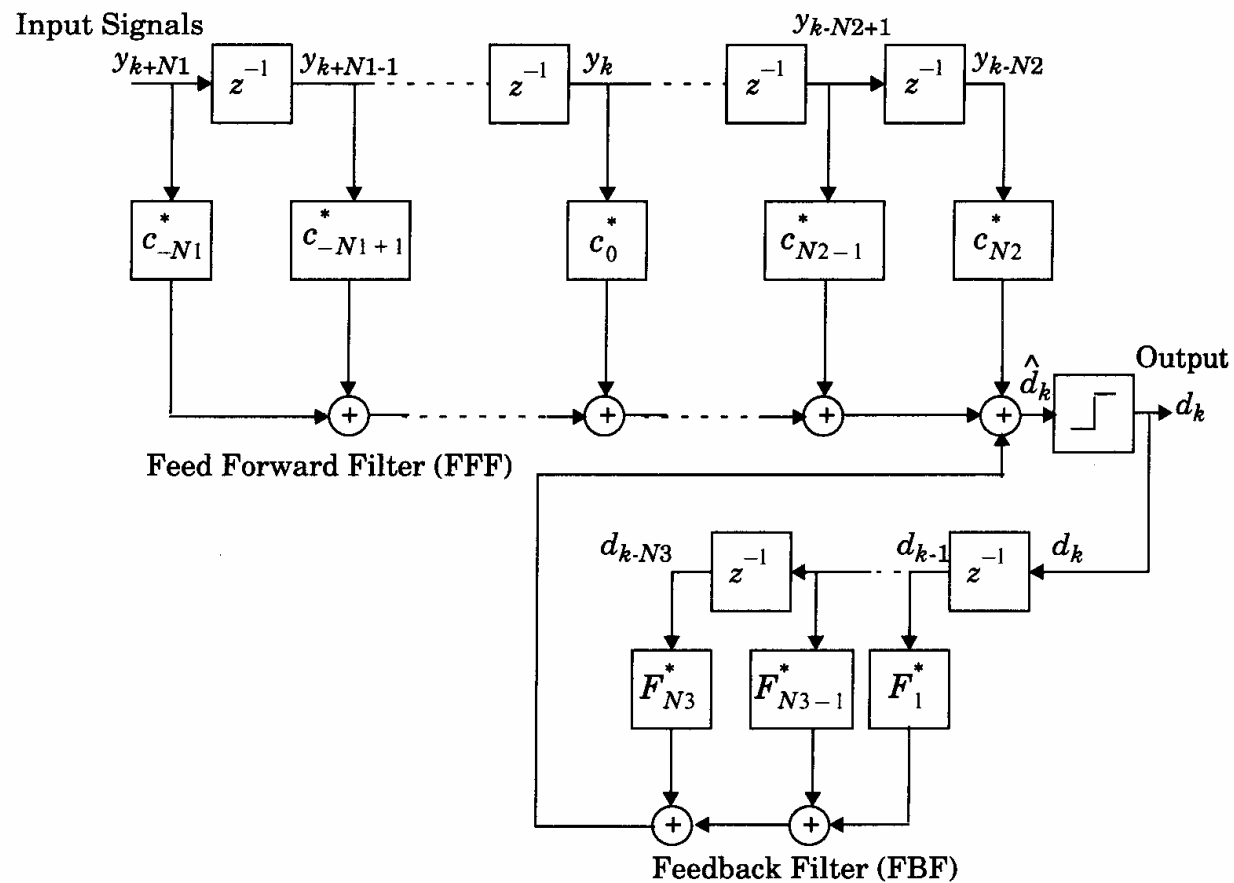 Input Signals
y_{k+N1} z^{-1} y_{k+N1-1} z^{-1} y_k z^{-1} y_{k-N2+1} z^{-1} y_{k-N2}
c^*_{-N1} c^*_{-N1+1} c^*_0 c^*_{N2-1} c^*_{N2}
+ + + + \hat{d}_k Output d_k
Feed Forward Filter (FFF)
d_{k-N3} z^{-1} d_{k-1} z^{-1} d_k
F^*_{N3} F^*_{N3-1} F^*_1
+ +
Feedback Filter (FBF)